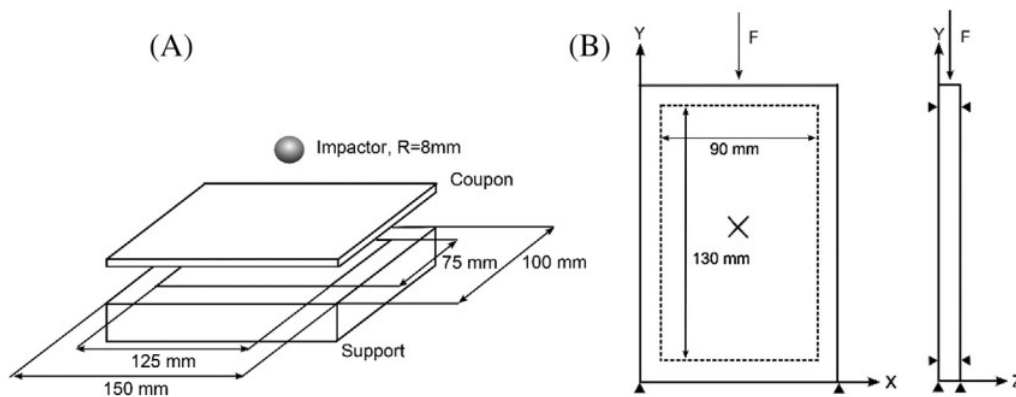 (A)
Impactor, R=8mm
Coupon
75 mm
100 mm
Support
125 mm
150 mm
(B)
Y
F
90 mm
130 mm
X
Y
F
Z